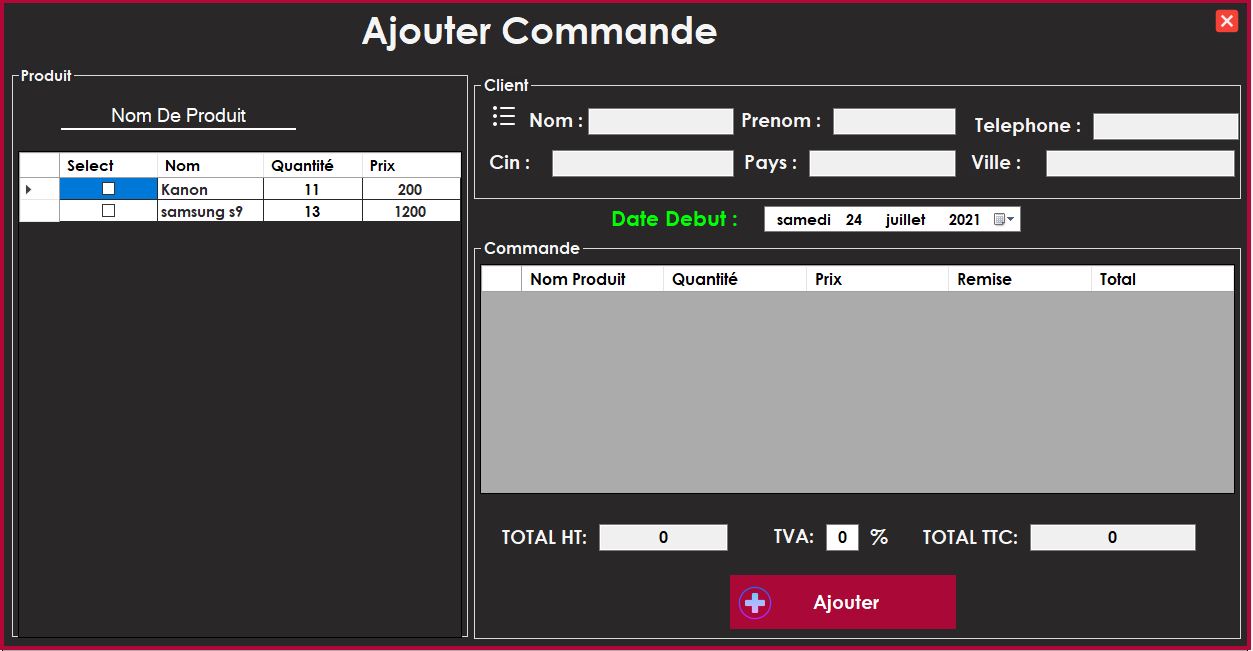 Ajouter Commande
Produit
Nom De Produit
Select Nom Quantité Prix
Kanon 11 200
samsung s9 13 1200
Client
Nom : Prenom : Telephone :
Cin : Pays : Ville :
Date Debut : samedi 24 juillet 2021
Commande
Nom Produit Quantité Prix Remise Total
TOTAL HT: 0 TVA: 0 % TOTAL TTC: 0
Ajouter